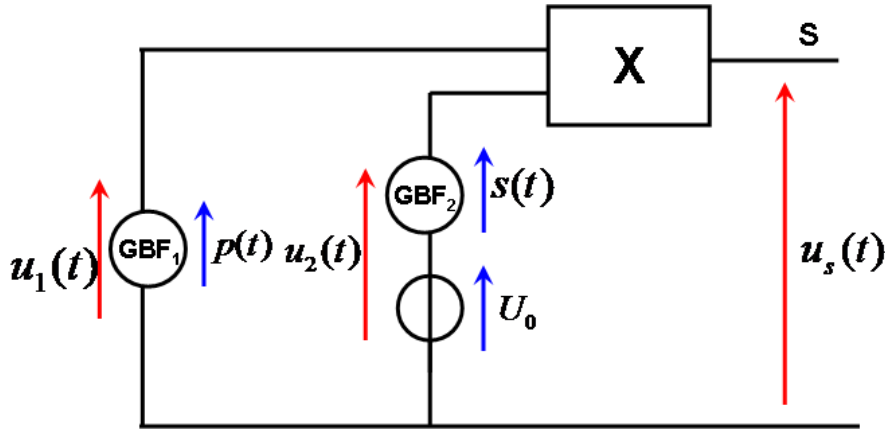 S
X
GBF₂
s(t)
u₁(t)
GBF₁
p(t)
u₂(t)
uₛ(t)
U₀